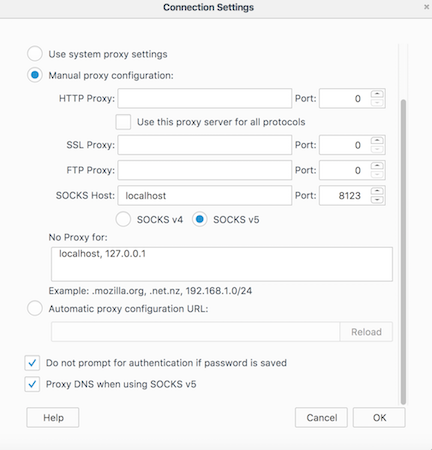 Connection Settings
Use system proxy settings
Manual proxy configuration:
HTTP Proxy: Port: 0
Use this proxy server for all protocols
SSL Proxy: Port: 0
FTP Proxy: Port: 0
SOCKS Host: localhost Port: 8123
SOCKS v4 SOCKS v5
No Proxy for:
localhost, 127.0.0.1
Example: .mozilla.org, .net.nz, 192.168.1.0/24
Automatic proxy configuration URL:
Reload
Do not prompt for authentication if password is saved
Proxy DNS when using SOCKS v5
Help Cancel OK